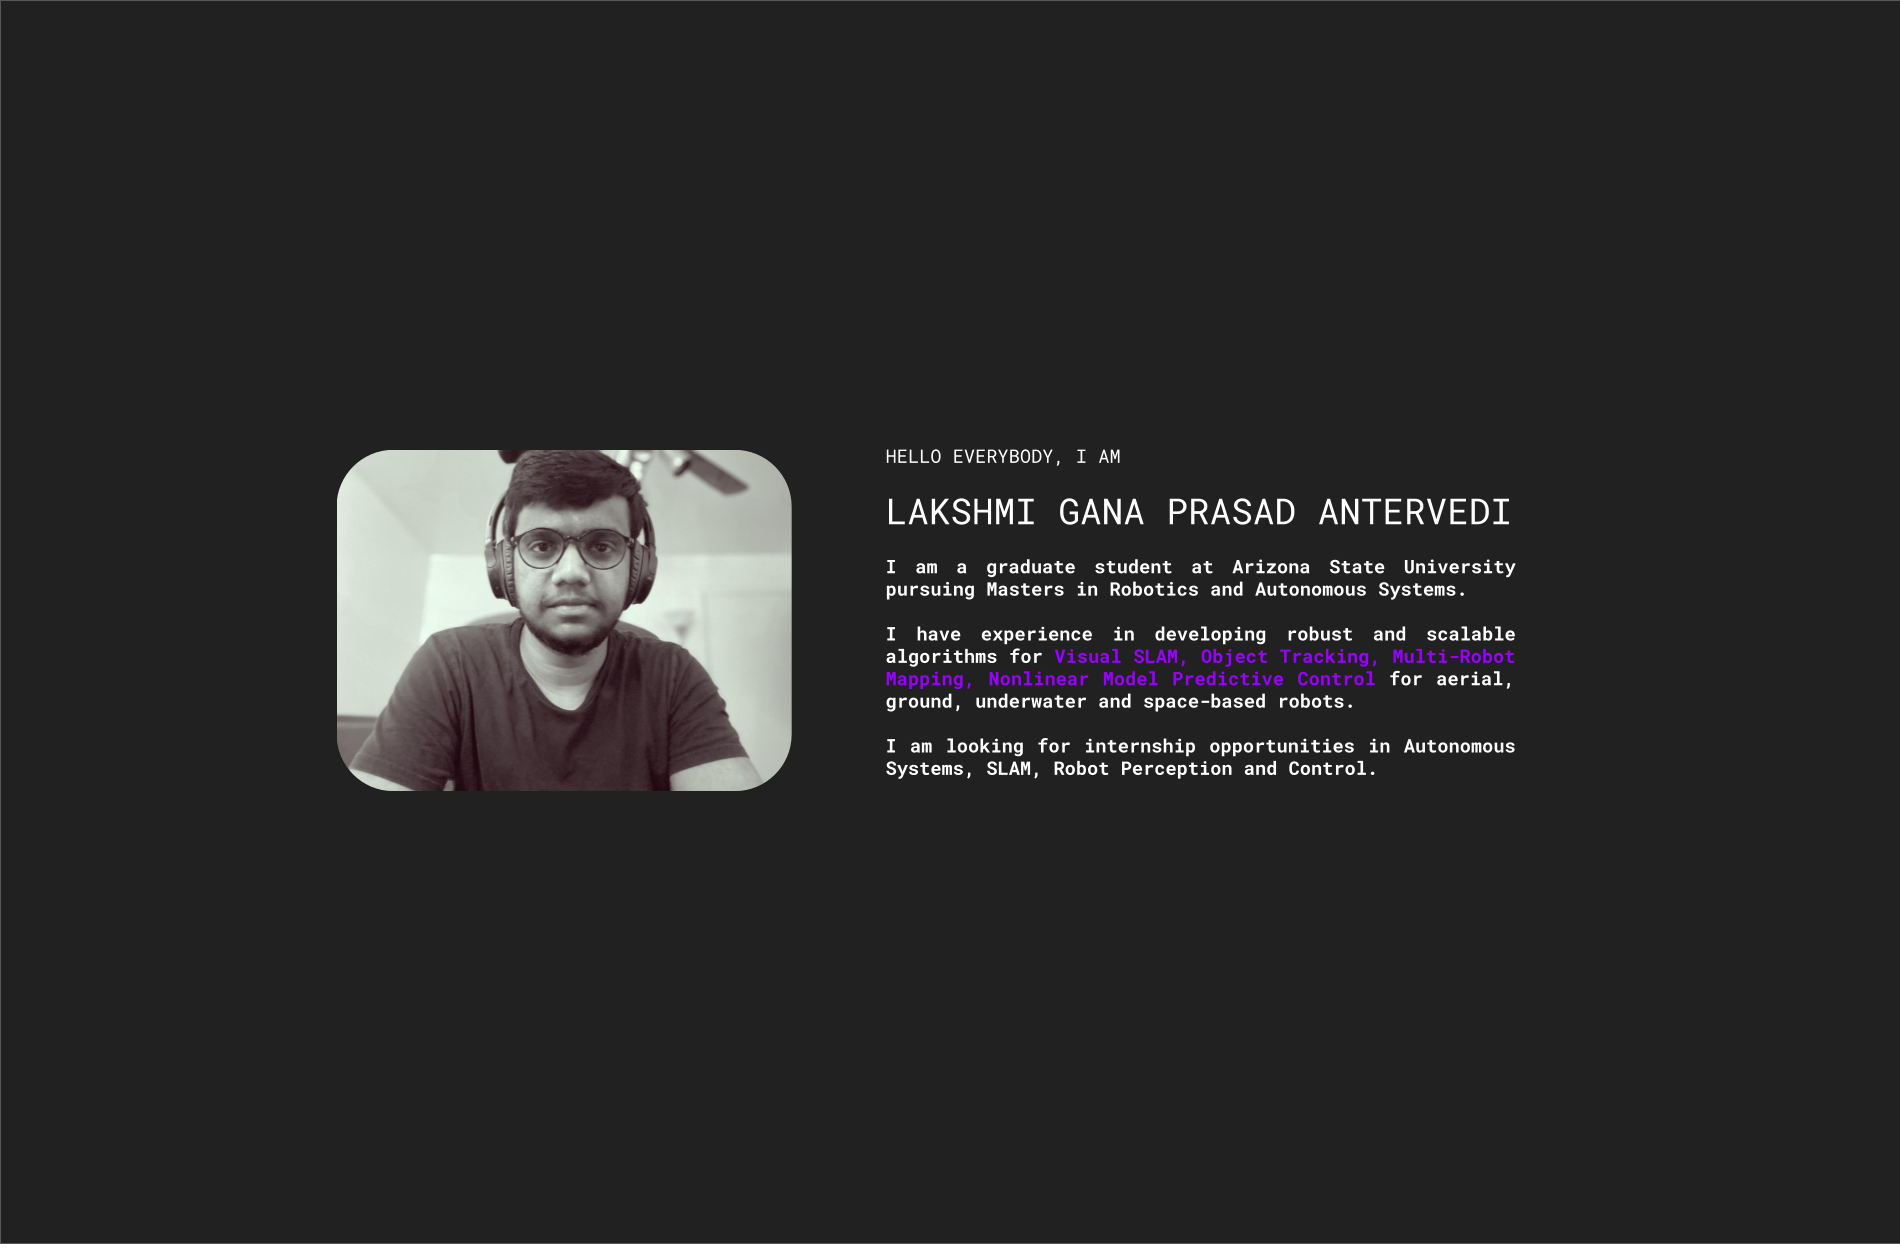 HELLO EVERYBODY, I AM
LAKSHMI GANA PRASAD ANTERVEDI
I am a graduate student at Arizona State University
pursuing Masters in Robotics and Autonomous Systems.
I have experience in developing robust and scalable
algorithms for Visual SLAM, Object Tracking, Multi-Robot
Mapping, Nonlinear Model Predictive Control for aerial,
ground, underwater and space-based robots.
I am looking for internship opportunities in Autonomous
Systems, SLAM, Robot Perception and Control.